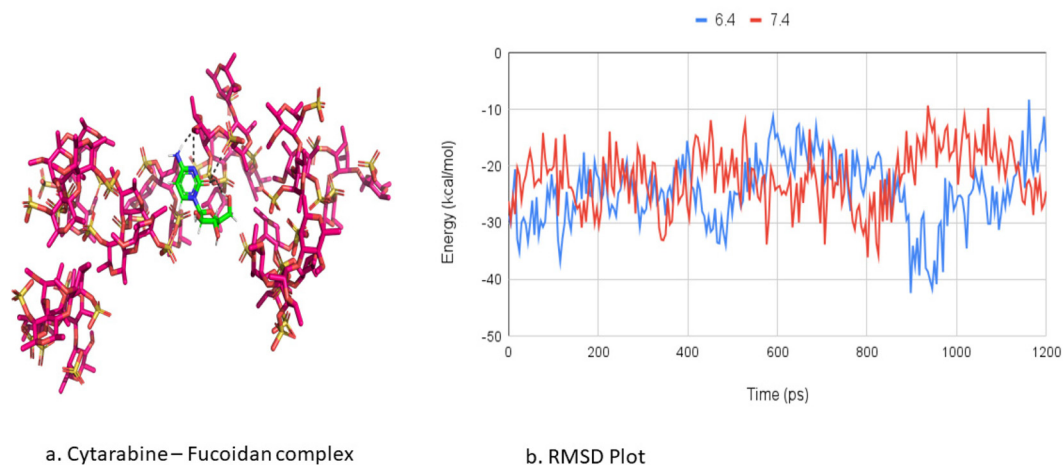 6.4 7.4
0
-10
-20
-30
-40
-50
Energy (kcal/mol)
0 200 400 600 800 1000 1200
Time (ps)
a. Cytarabine – Fucoidan complex
b. RMSD Plot